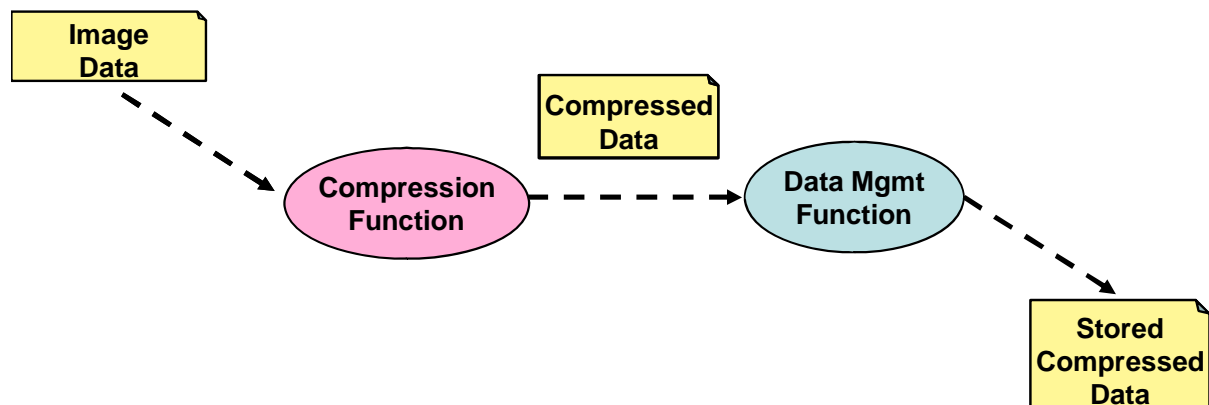 Image
Data
Compressed
Data
Compression
Function
Data Mgmt
Function
Stored
Compressed
Data